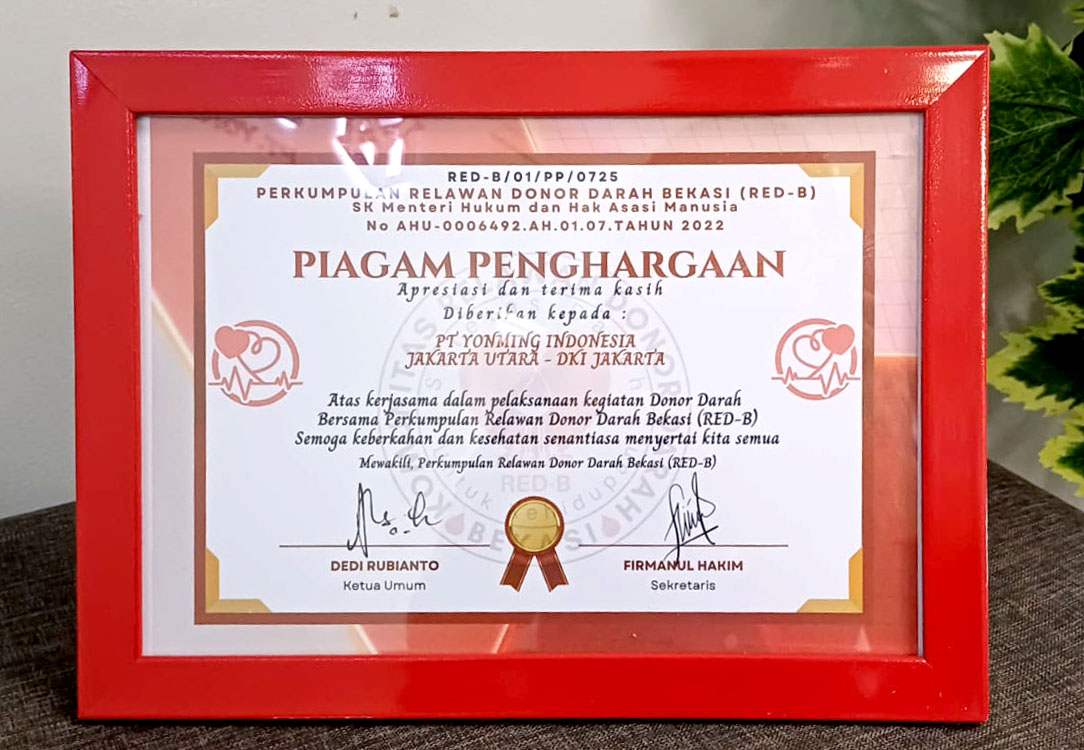 RED-B/01/PP/0725
PERKUMPULAN RELAWAN DONOR DARAH BEKASI (RED-B)
SK Menteri Hukum dan Hak Asasi Manusia
No AHU-0006492.AH.01.07.TAHUN 2022
PIAGAM PENGHARGAAN
Apresiasi dan terima kasih
Diberikan kepada :
PT YONMING INDONESIA
JAKARTA UTARA - DKI JAKARTA
Atas kerjasama dalam pelaksanaan kegiatan Donor Darah
Bersama Perkumpulan Relawan Donor Darah Bekasi (RED-B)
Semoga keberkahan dan kesehatan senantiasa menyertai kita semua
Mewakili, Perkumpulan Relawan Donor Darah Bekasi (RED-B)
RED-B
BEKASI
DEDI RUBIANTO
Ketua Umum
FIRMANUL HAKIM
Sekretaris